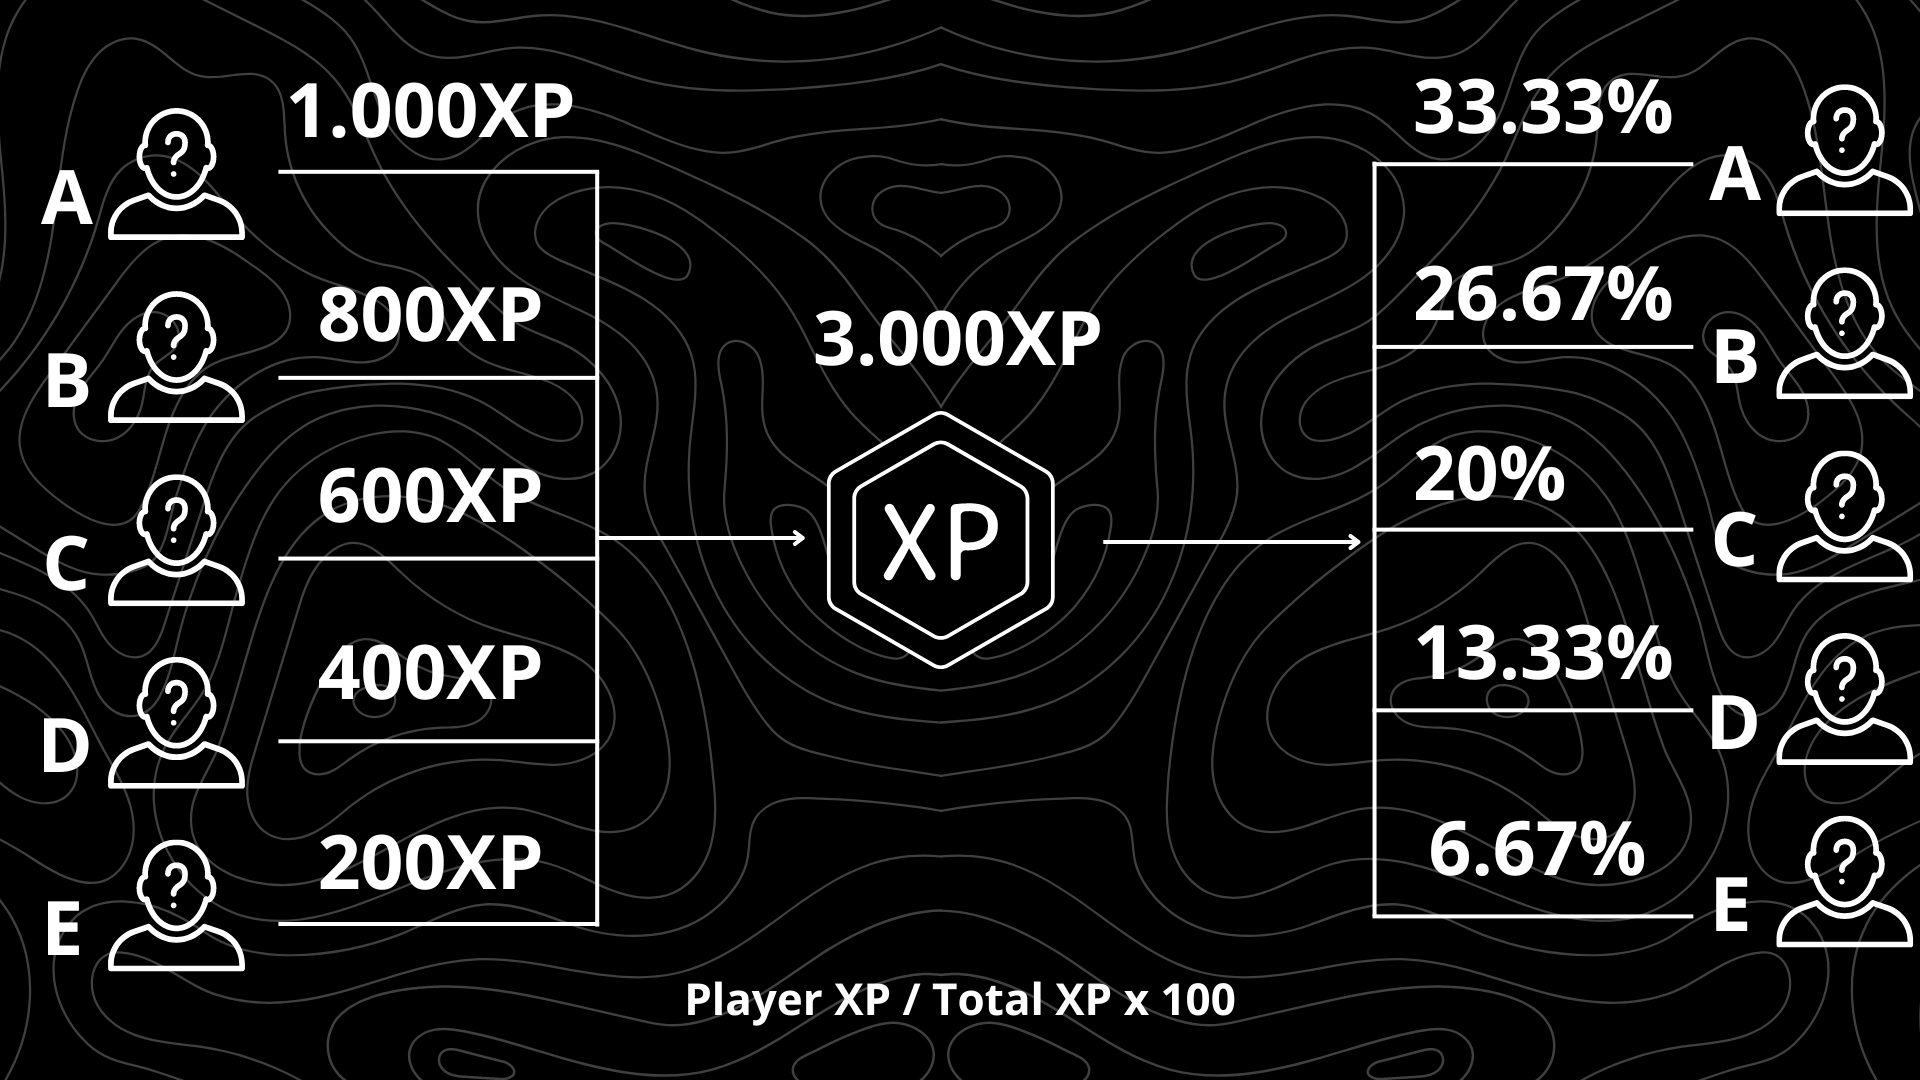 1.000XP
A
?
800XP
B
?
600XP
C
?
400XP
D
?
200XP
E
?
3.000XP
XP
33.33%
A
?
26.67%
B
?
20%
C
?
13.33%
D
?
6.67%
E
?
Player XP / Total XP x 100